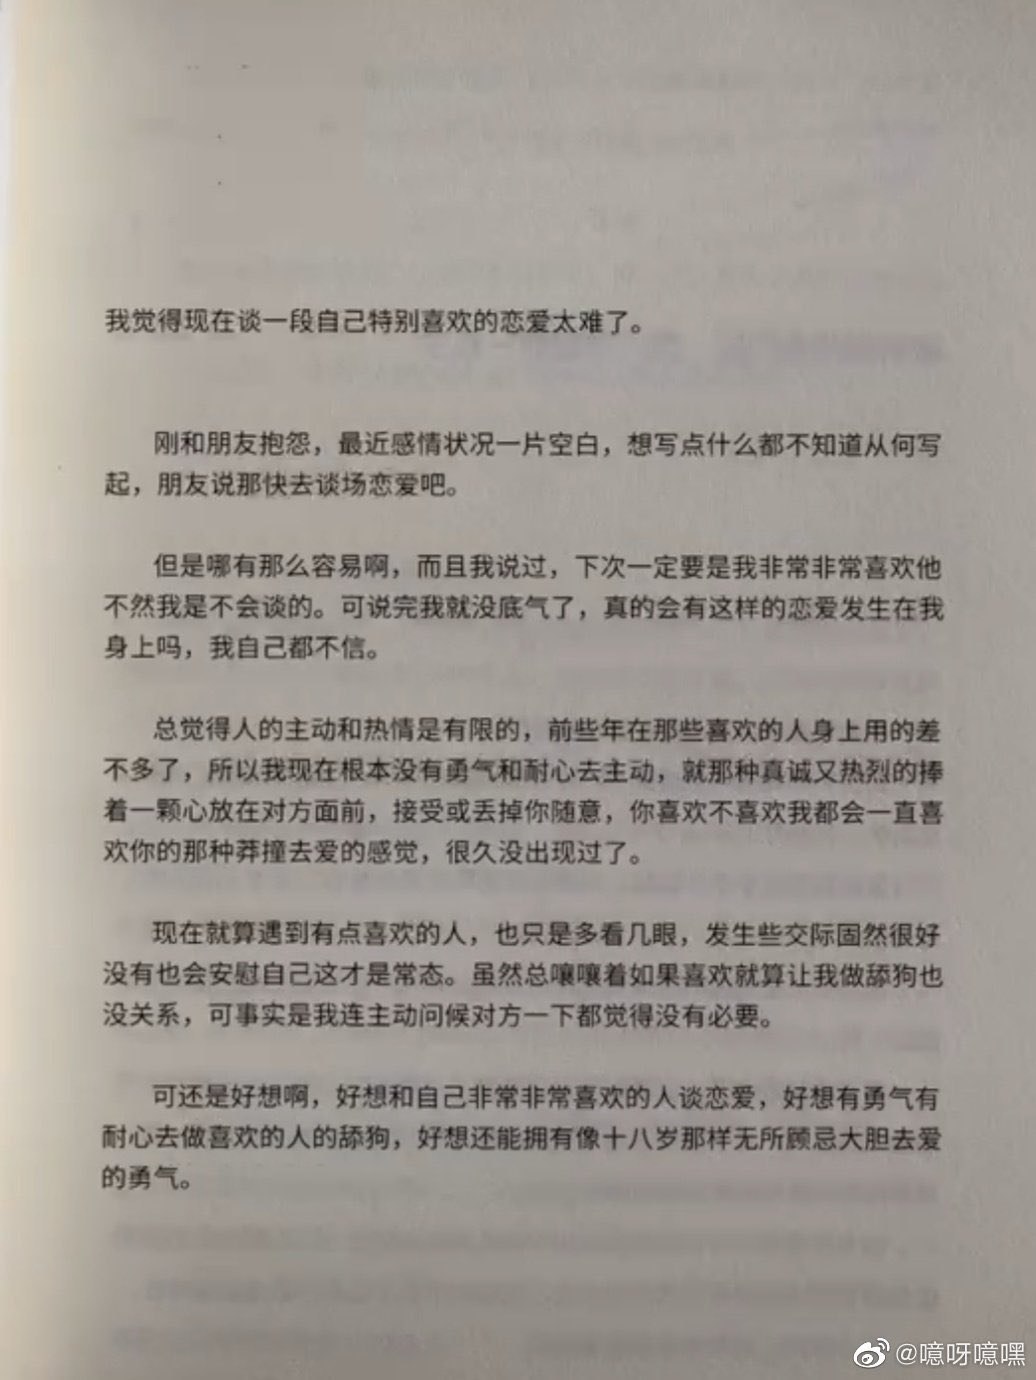 我觉得现在谈一段自己特别喜欢的恋爱太难了。
刚和朋友抱怨，最近感情状况一片空白，想写点什么都不知道从何写
起，朋友说那快去谈场恋爱吧。
但是哪有那么容易啊，而且我说过，下次一定要是我非常非常喜欢他
不然我是不会谈的。可说完我就没底气了，真的会有这样的恋爱发生在我
身上吗，我自己都不信。
总觉得人的主动和热情是有限的，前些年在那些喜欢的人身上用的差
不多了，所以我现在根本没有勇气和耐心去主动，就那种真诚又热烈的捧
着一颗心放在对方面前，接受或丢掉你随意，你喜欢不喜欢我都会一直喜
欢你的那种莽撞去爱的感觉，很久没出现过了。
现在就算遇到有点喜欢的人，也只是多看几眼，发生些交际固然很好
没有也会安慰自己这才是常态。虽然总嚷嚷着如果喜欢就算让我做舔狗也
没关系，可事实是我连主动问候对方一下都觉得没有必要。
可还是好想啊，好想和自己非常非常喜欢的人谈恋爱，好想有勇气有
耐心去做喜欢的人的舔狗，好想还能拥有像十八岁那样无所顾忌大胆去爱
的勇气。
@噫呀噫嘿